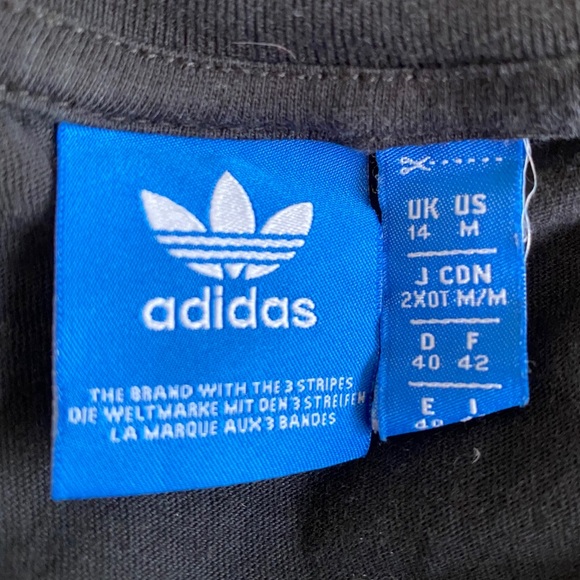 adidas
THE BRAND WITH THE 3 STRIPES
DIE WELTMARKE MIT DEN 3 STREIFEN
LA MARQUE AUX 3 BANDES
UK US
14 M
J CDN
2XOT M/M
D F
40 42
E I